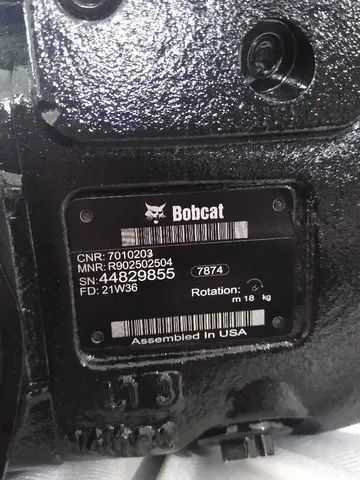 Bobcat
CNR: 7010203
MNR: R902502504
SN: 44829855
7874
FD: 21W36
Rotation:
m 18 kg
Assembled In USA